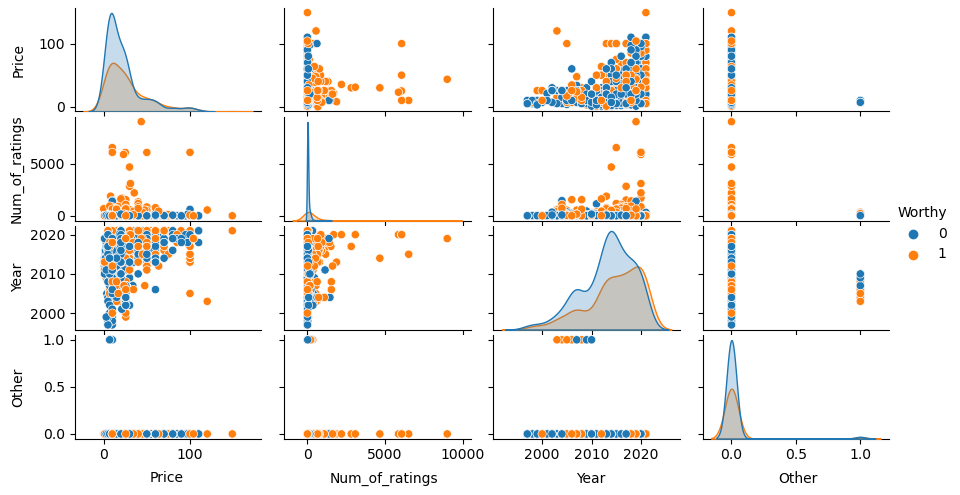 Price
100
0
Num_of_ratings
5000
0
Year
2020
2010
2000
Other
1.0
0.5
0.0
0 100
Price
0 5000 10000
Num_of_ratings
2000 2010 2020
Year
0.0 0.5 1.0
Other
Worthy
0
1